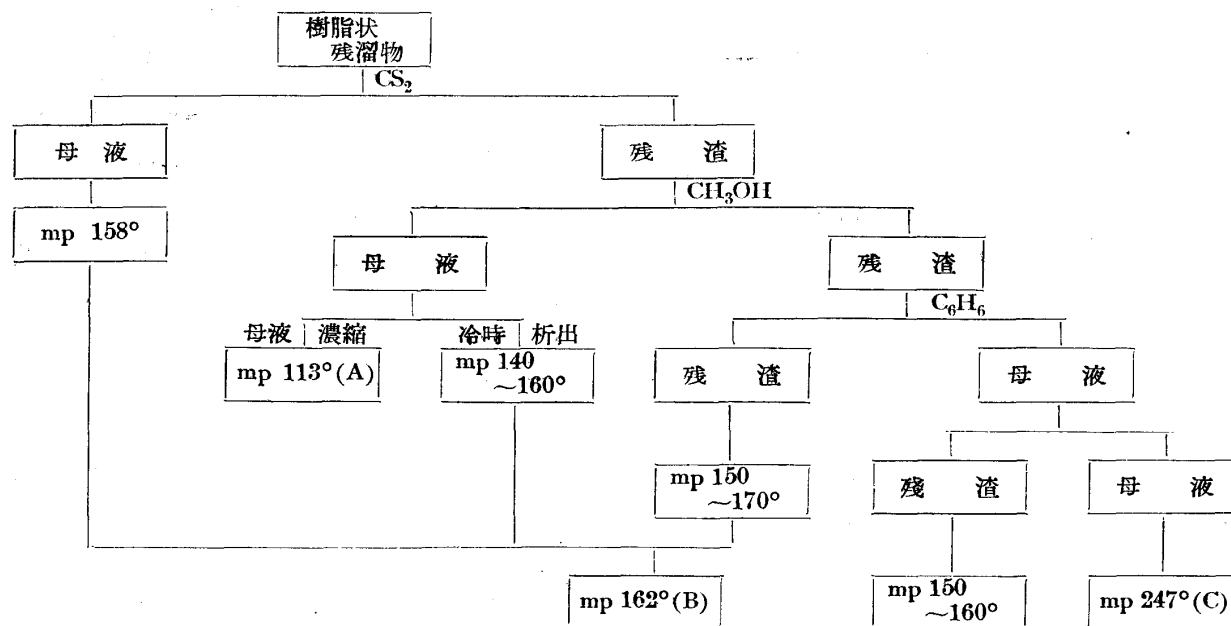 樹脂状
残溜物
CS₂
母 液
残 渣
CH₃OH
mp 158°
母 液
残 渣
C₆H₆
母液 濃縮
冷時 析出
mp 113°(A)
mp 140
~160°
残 渣
母 液
mp 150
~170°
殘 渣
母 液
mp 162°(B)
mp 150
~160°
mp 247°(C)